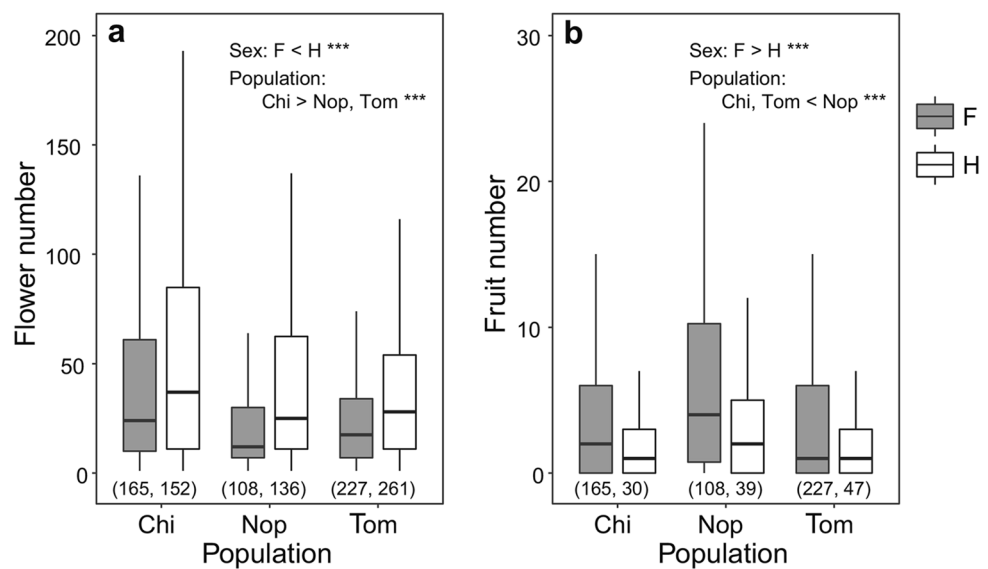 a
Sex: F < H ***
Population:
Chi > Nop, Tom ***
200
150
100
50
0
Flower number
(165, 152) (108, 136) (227, 261)
Chi Nop Tom
Population
b
Sex: F > H ***
Population:
Chi, Tom < Nop ***
30
20
10
0
Fruit number
(165, 30) (108, 39) (227, 47)
Chi Nop Tom
Population
F
H